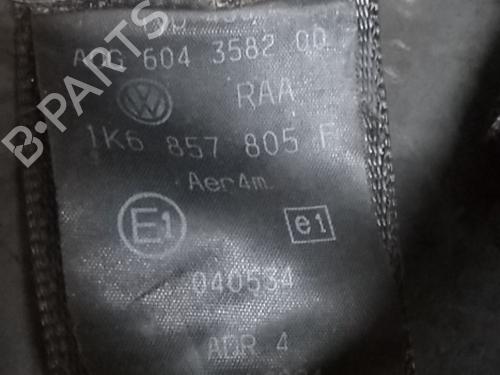 604 3582 00
RAA
1K6 857 805 F
Aer4m
E1 e1
040534
ADR 4
B-PARTS